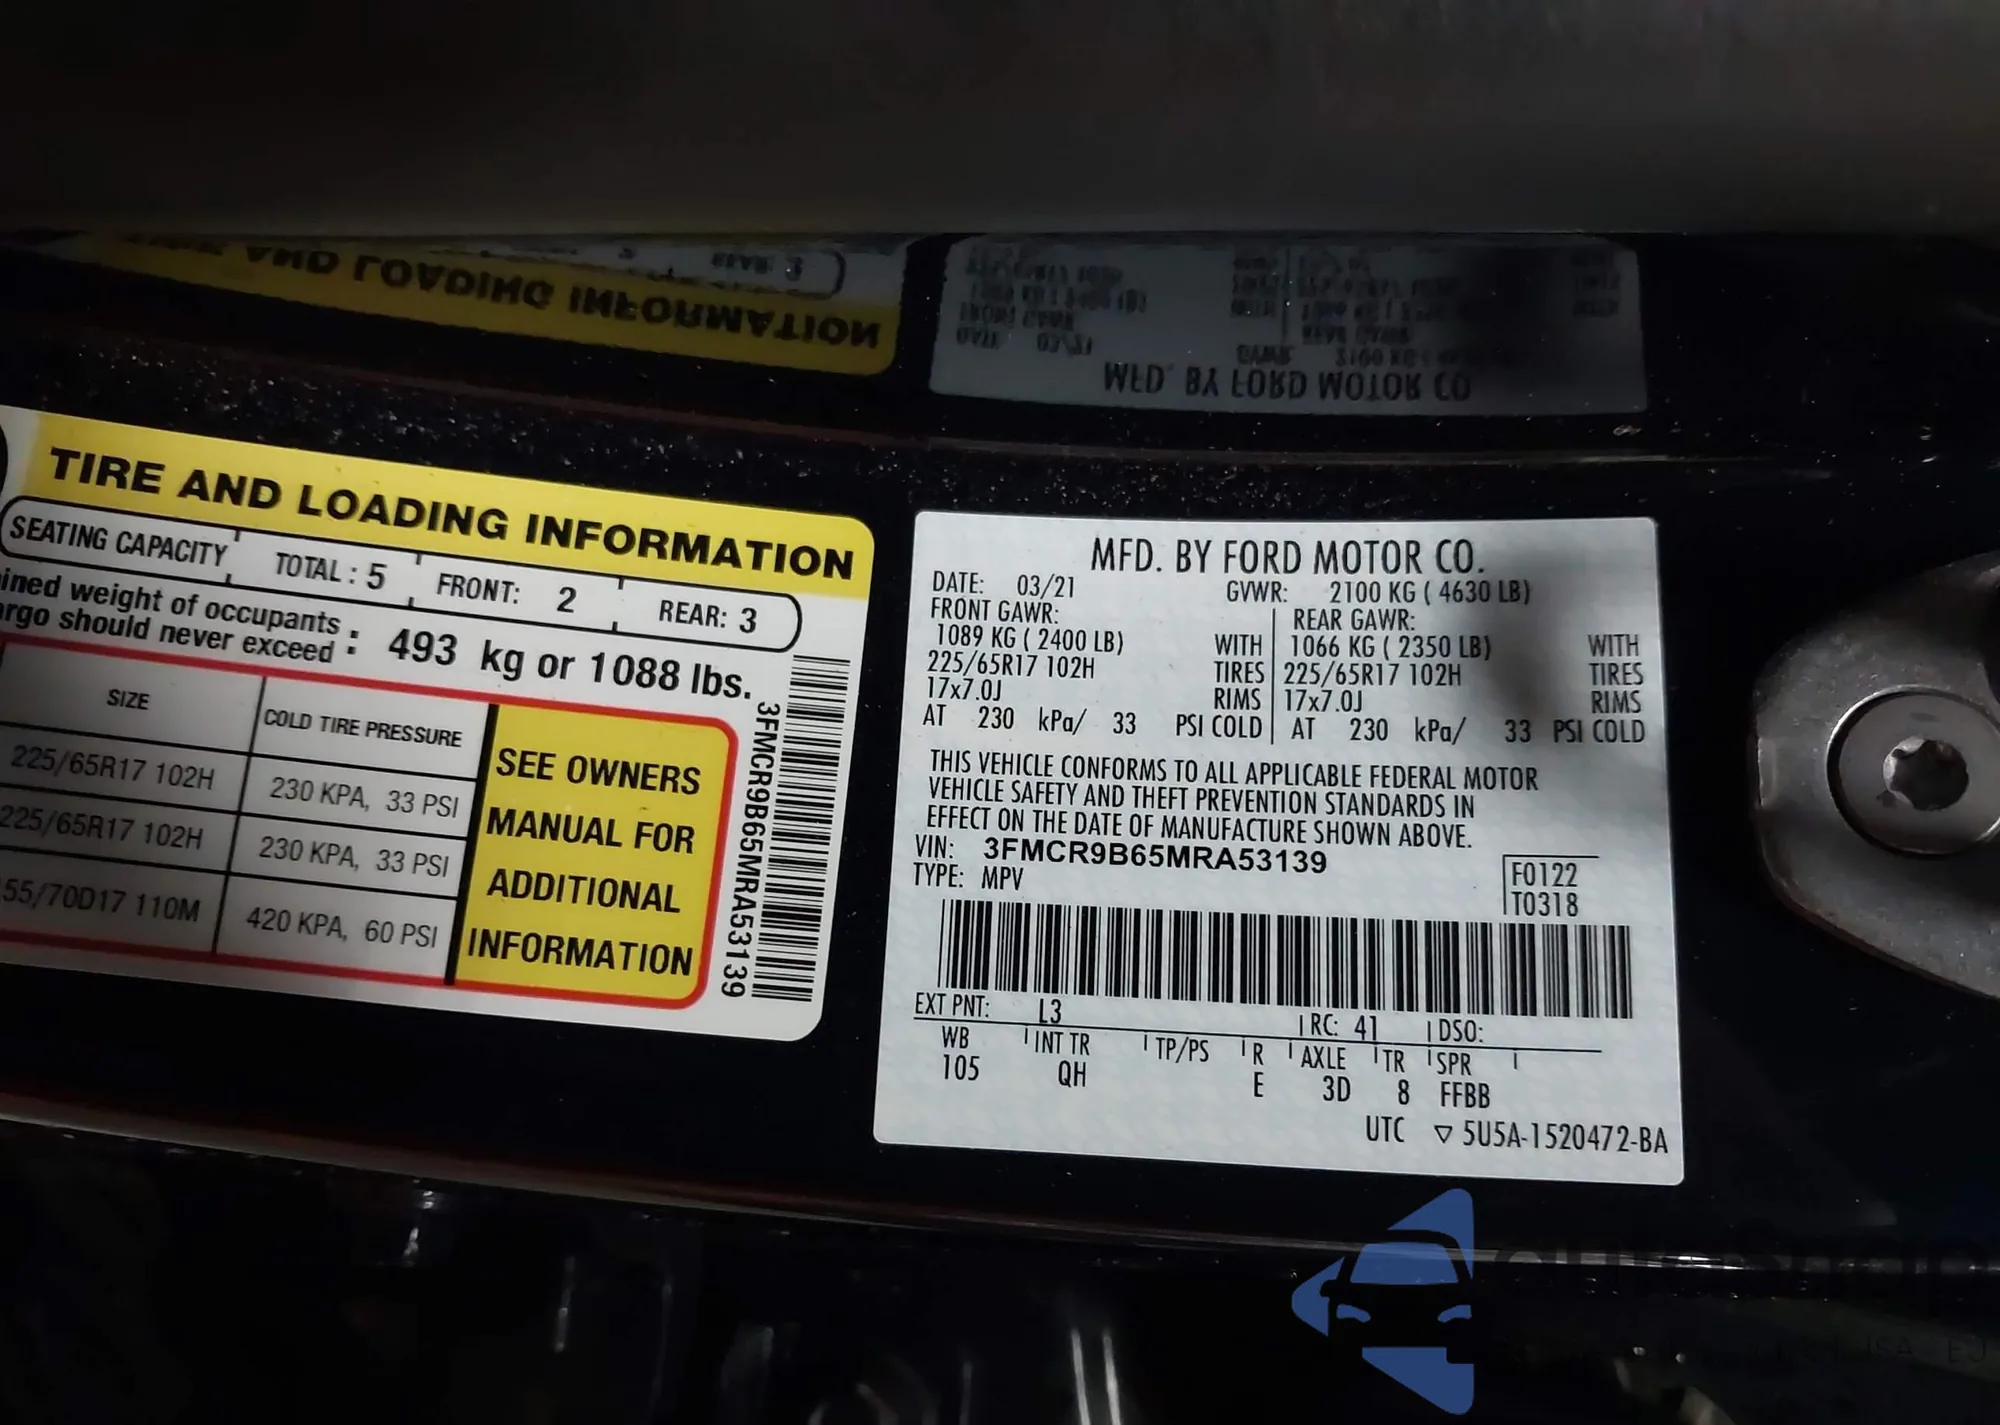 TIRE AND LOADING INFORMATION
SEATING CAPACITY TOTAL : 5 FRONT: 2 REAR: 3
weight of occupants
should never exceed : 493 kg or 1088 lbs.
SIZE COLD TIRE PRESSURE
225/65R17 102H 230 KPA, 33 PSI
225/65R17 102H 230 KPA, 33 PSI
55/70D17 110M 420 KPA, 60 PSI
SEE OWNERS
MANUAL FOR
ADDITIONAL
INFORMATION
3FMCR9B65MRA53139
MFD. BY FORD MOTOR CO.
DATE: 03/21 GVWR: 2100 KG ( 4630 LB)
FRONT GAWR: REAR GAWR:
1089 KG ( 2400 LB) WITH 1066 KG ( 2350 LB) WITH
225/65R17 102H TIRES 225/65R17 102H TIRES
17x7.0J RIMS 17x7.0J RIMS
AT 230 kPa/ 33 PSI COLD AT 230 kPa/ 33 PSI COLD
THIS VEHICLE CONFORMS TO ALL APPLICABLE FEDERAL MOTOR
VEHICLE SAFETY AND THEFT PREVENTION STANDARDS IN
EFFECT ON THE DATE OF MANUFACTURE SHOWN ABOVE.
VIN: 3FMCR9B65MRA53139
TYPE: MPV
F0122
T0318
EXT PNT: L3 RC: 41 DSO:
WB INT TR TP/PS R AXLE TR SPR
105 QH E 3D 8 FFBB
UTC ▽ 5U5A-1520472-BA